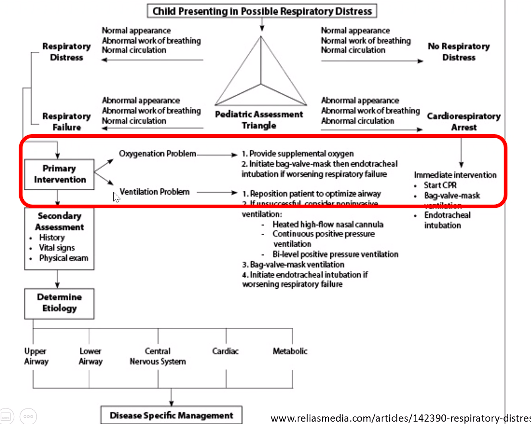 Child Presenting in Possible Respiratory Distress
Normal appearance
Abnormal work of breathing
Normal circulation
Respiratory
Distress
Normal appearance
Normal work of breathing
Normal circulation
No Respiratory
Distress
Abnormal appearance
Abnormal work of breathing
Normal circulation
Respiratory
Failure
Pediatric Assessment
Triangle
Abnormal appearance
Abnormal work of breathing
Abnormal circulation
Cardiorespiratory
Arrest
Primary
Intervention
Oxygenation Problem
1. Provide supplemental oxygen
2. Initiate bag-valve-mask then endotracheal
intubation if worsening respiratory failure
Ventilation Problem
1. Reposition patient to optimize airway
2. If unsuccessful, consider noninvasive
ventilation:
- Heated high-flow nasal cannula
- Continuous positive pressure
ventilation
- Bi-level positive pressure ventilation
3. Bag-valve-mask ventilation
4. Initiate endotracheal intubation if
worsening respiratory failure
Immediate intervention
• Start CPR
• Bag-valve-mask
ventilation
• Endotracheal
intubation
Secondary
Assessment
• History
• Vital signs
• Physical exam
Determine
Etiology
Upper
Airway
Lower
Airway
Central
Nervous System
Cardiac
Metabolic
Disease Specific Management
www.reliasmedia.com/articles/142390-respiratory-distres